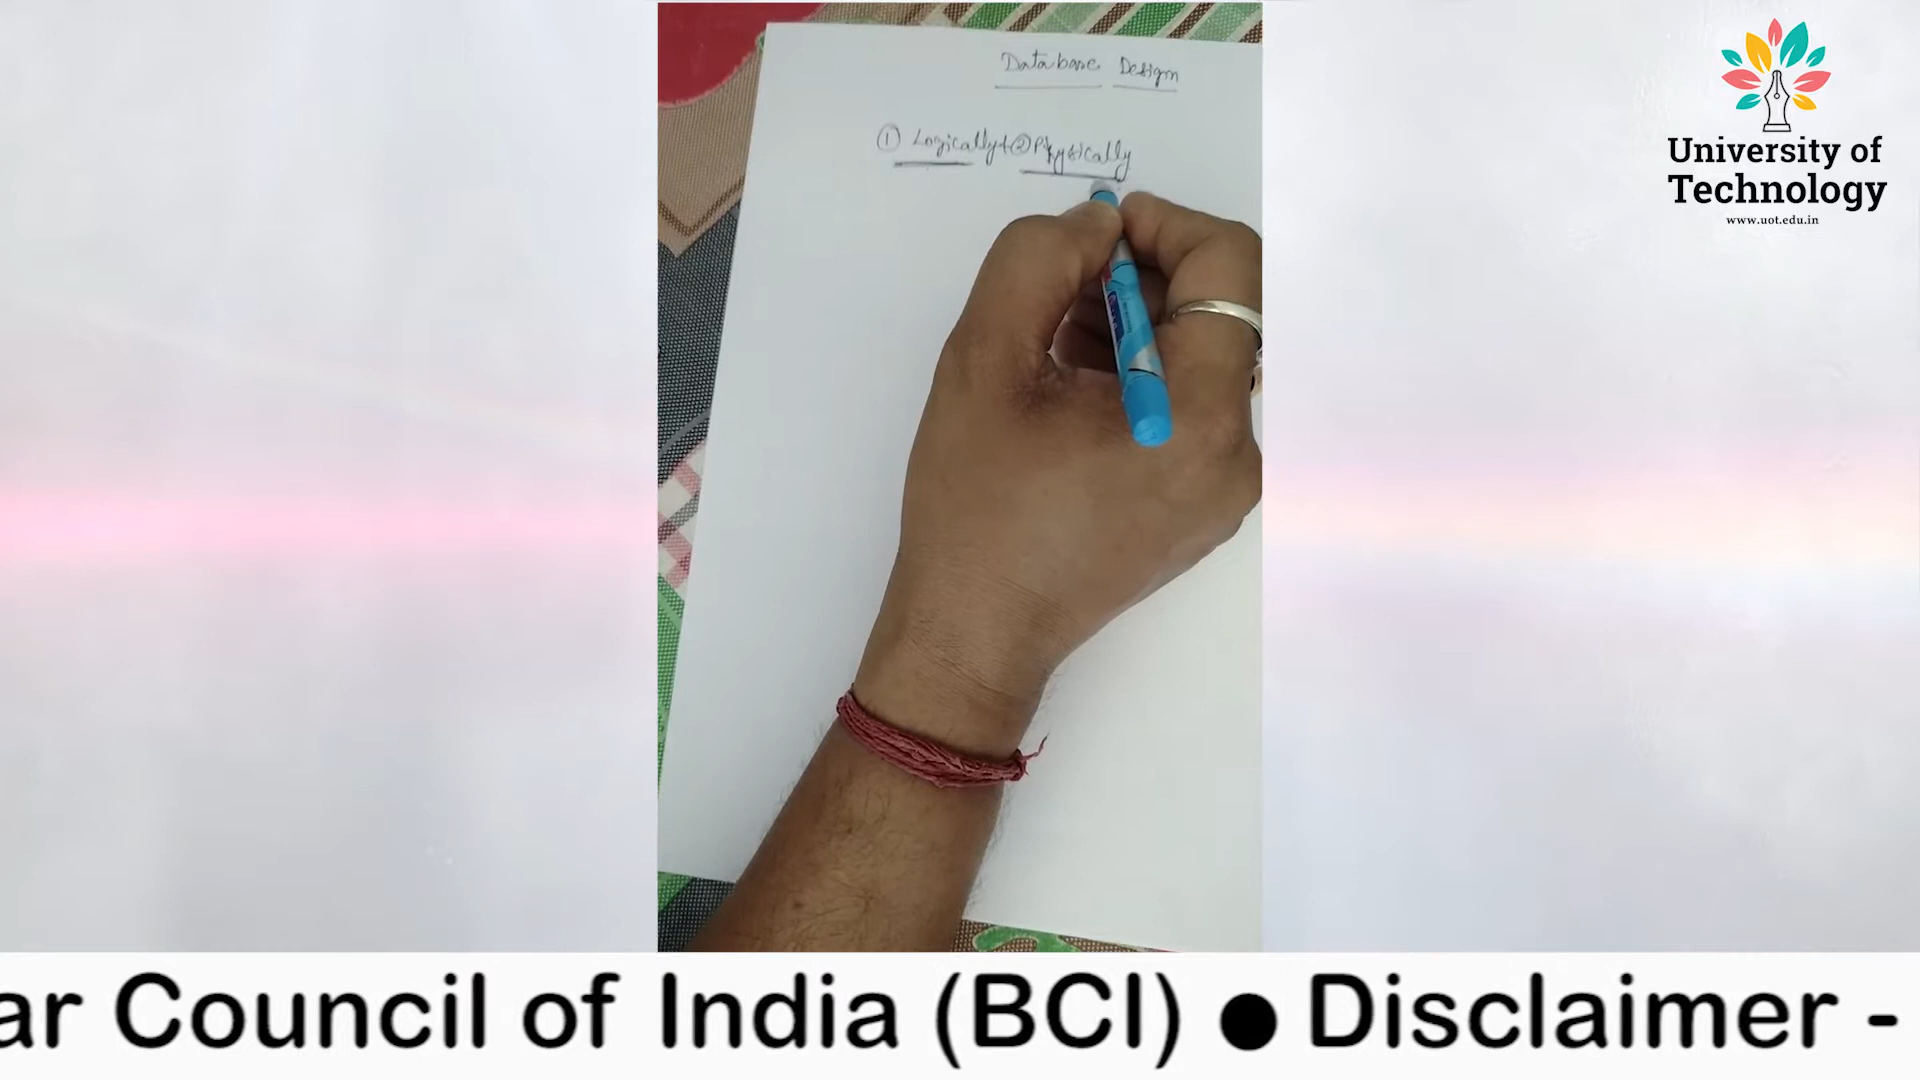 Database Design
① Logically + ② Physically
University of
Technology
www.uot.edu.in
ar Council of India (BCI) ● Disclaimer -